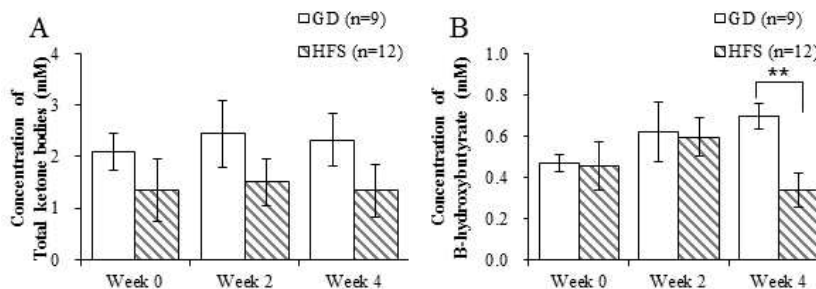 A
GD (n=9)
HFS (n=12)
Concentration of
Total ketone bodies (mM)
4
3
2
1
0
Week 0
Week 2
Week 4
B
GD (n=9)
HFS (n=12)
**
Concentration of
B-hydroxybutyrate (mM)
1.0
0.8
0.6
0.4
0.2
0.0
Week 0
Week 2
Week 4